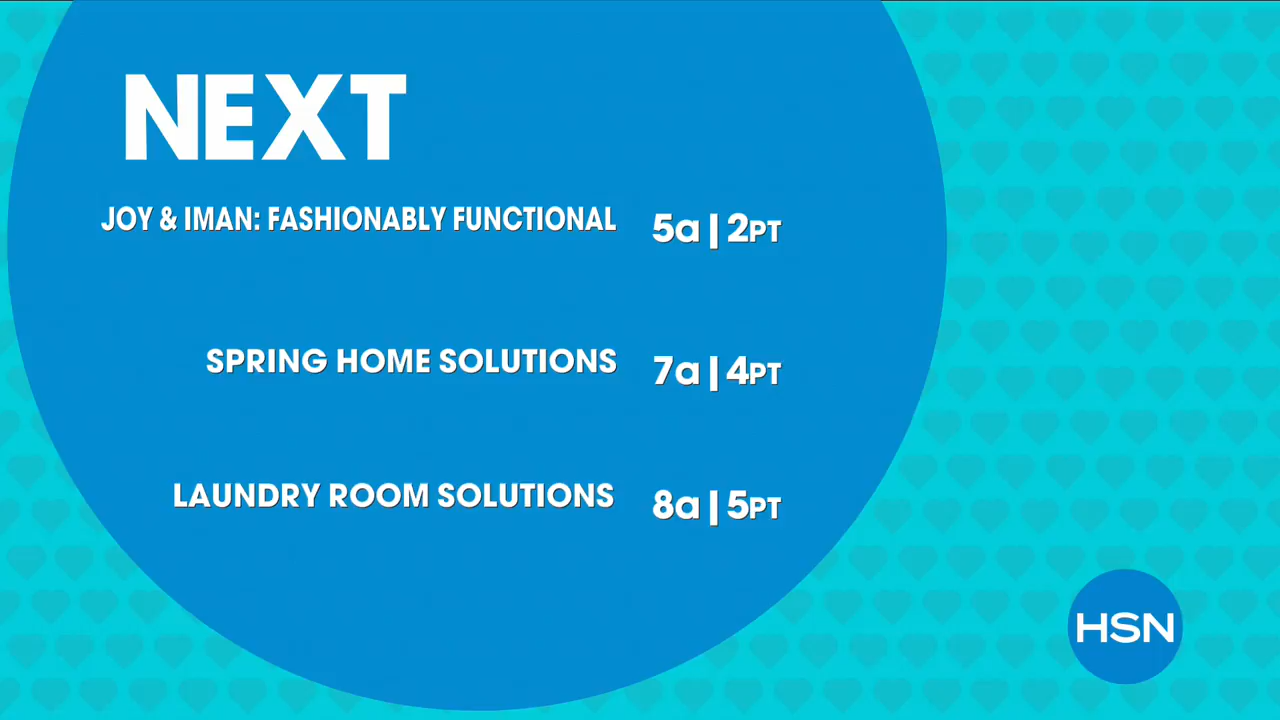 NEXT
JOY & IMAN: FASHIONABLY FUNCTIONAL 5a | 2PT
SPRING HOME SOLUTIONS 7a | 4PT
LAUNDRY ROOM SOLUTIONS 8a | 5PT
HSN